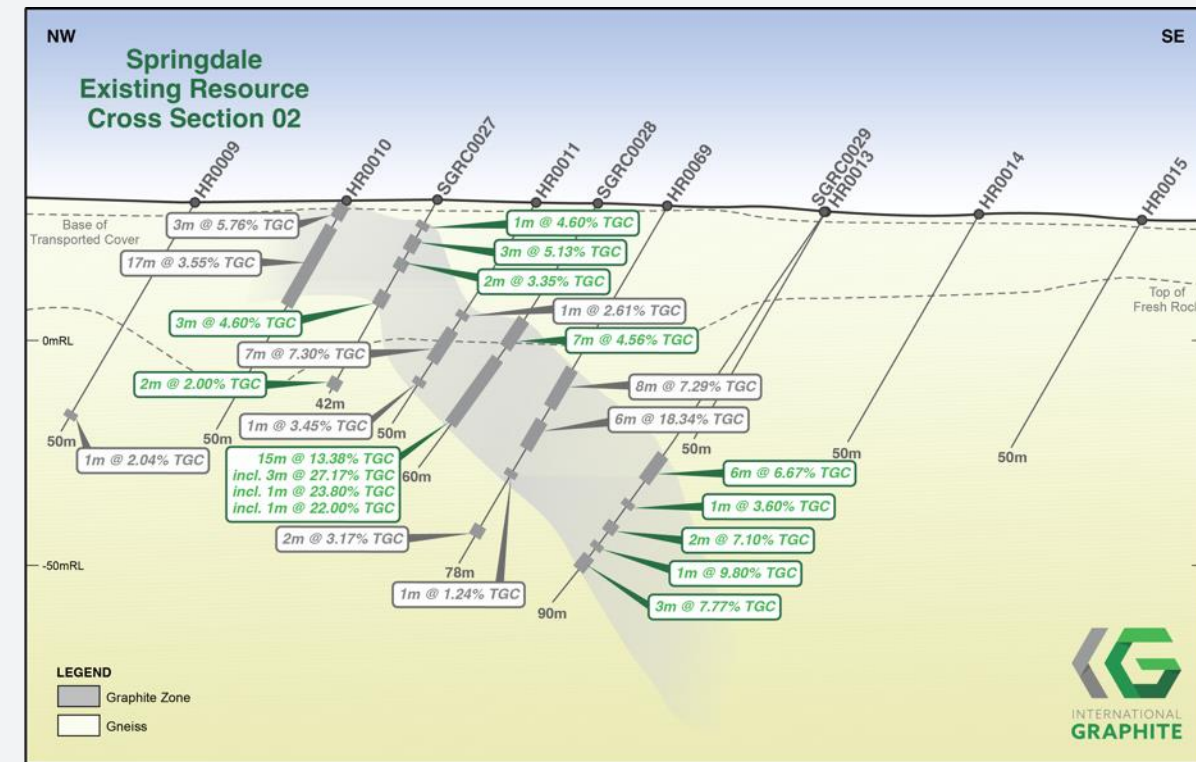 NW
SE
Springdale
Existing Resource
Cross Section 02
HR0009
HR0010
SGRC0027
HR0011
SGRC0028
HR0069
SGRC0029
HR0013
HR0014
HR0015
Base of
Transported Cover
3m @ 5.76% TGC
1m @ 4.60% TGC
17m @ 3.55% TGC
3m @ 5.13% TGC
2m @ 3.35% TGC
Top of
Fresh Rock
3m @ 4.60% TGC
1m @ 2.61% TGC
0mRL
7m @ 7.30% TGC
7m @ 4.56% TGC
2m @ 2.00% TGC
8m @ 7.29% TGC
42m
1m @ 3.45% TGC
6m @ 18.34% TGC
50m
50m
50m
50m
50m
50m
1m @ 2.04% TGC
15m @ 13.38% TGC
incl. 3m @ 27.17% TGC
incl. 1m @ 23.80% TGC
incl. 1m @ 22.00% TGC
60m
6m @ 6.67% TGC
1m @ 3.60% TGC
2m @ 3.17% TGC
2m @ 7.10% TGC
-50mRL
78m
1m @ 9.80% TGC
1m @ 1.24% TGC
90m
3m @ 7.77% TGC
LEGEND
Graphite Zone
Gneiss
INTERNATIONAL
GRAPHITE